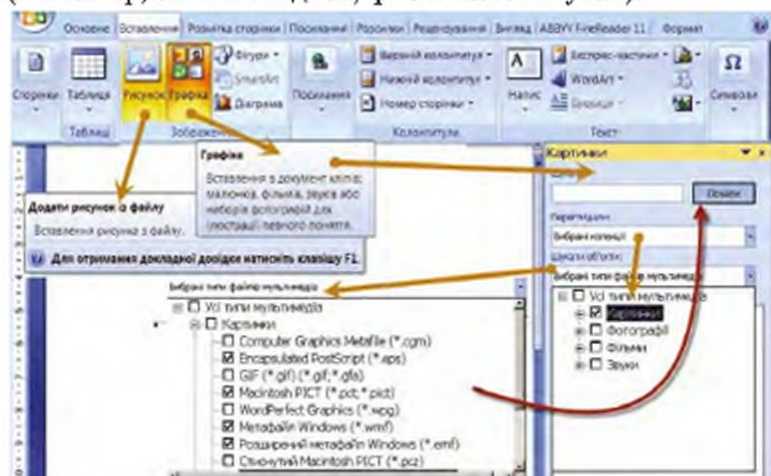 Основне Вставлення Розмітка сторінки Посилання Розсилки Рецензування Вигляд ABBYY FineReader 11 Формат
Сторінки Таблиця Рисунок Графіка Фігури SmartArt Діаграма Посилання Верхній колонтитул Нижній колонтитул Номер сторінки Напис Експрес-частини WordArt Буквиця Символи
Таблиці Зображення Колонтитули Текст
Графіка
Вставлення в документ кліпів:
малюнків, фільмів, звуків або
наборів фотографій для
ілюстрації певного поняття.
Додати рисунок із файлу
Вставлення рисунка з файлу.
Для отримання докладної довідки натисніть клавішу F1.
Вибрані типи файлів мультимедіа
Усі типи мультимедіа
Картинки
Computer Graphics Metafile (*.cgm)
Encapsulated PostScript (*.eps)
GIF (*.gif) (*.gif;*.gfa)
Macintosh PICT (*.pct;*.pict)
WordPerfect Graphics (*.wpg)
Метафайл Windows (*.wmf)
Розширений метафайл Windows (*.emf)
Стиснутий Macintosh PICT (*.pcz)
Картинки
Пошук
Переглядати:
Вибрані колекції
Шукати об'єкти:
Вибрані типи файлів мультимедіа
Усі типи мультимедіа
Картинки
Фотографії
Фільми
Звуки